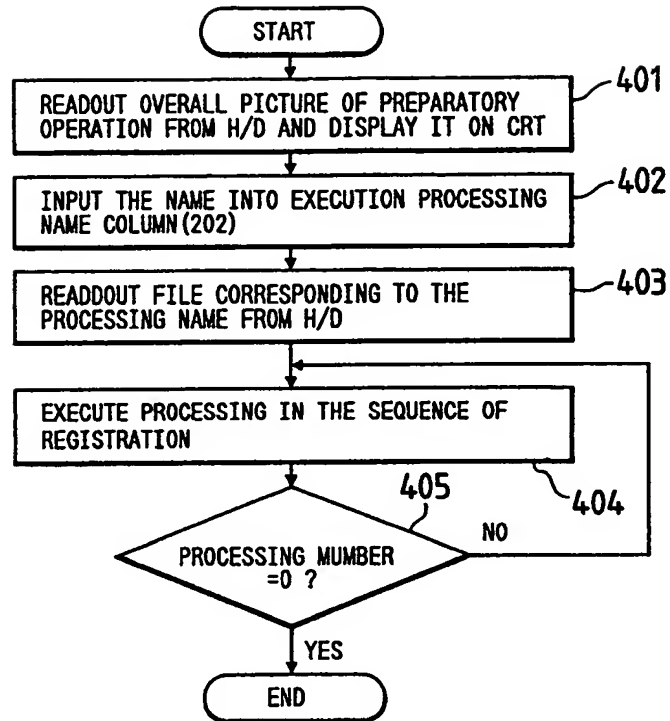 START
READOUT OVERALL PICTURE OF PREPARATORY
OPERATION FROM H/D AND DISPLAY IT ON CRT
401
INPUT THE NAME INTO EXECUTION PROCESSING
NAME COLUMN(202)
402
READDOUT FILE CORRESPONDING TO THE
PROCESSING NAME FROM H/D
403
EXECUTE PROCESSING IN THE SEQUENCE OF
REGISTRATION
404
405
PROCESSING MUMBER
=0 ?
NO
YES
END